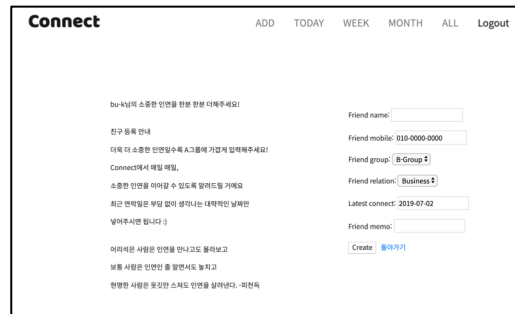 Connect
ADD TODAY WEEK MONTH ALL Logout
bu-k님의 소중한 인연을 한분 한분 더해주세요!
친구 등록 안내
더욱 더 소중한 인연일수록 A그룹에 가깝게 입력해주세요!
Connect에서 매일 매일,
소중한 인연을 이어갈 수 있도록 알려드릴 거에요
최근 연락일은 부담 없이 생각나는 대략적인 날짜만
넣어주시면 됩니다 :)
어리석은 사람은 인연을 만나고도 몰라보고
보통 사람은 인연인 줄 알면서도 놓치고
현명한 사람은 옷깃만 스쳐도 인연을 살려낸다. -피천득
Friend name:
Friend mobile: 010-0000-0000
Friend group: B-Group
Friend relation: Business
Latest connect: 2019-07-02
Friend memo:
Create 돌아가기